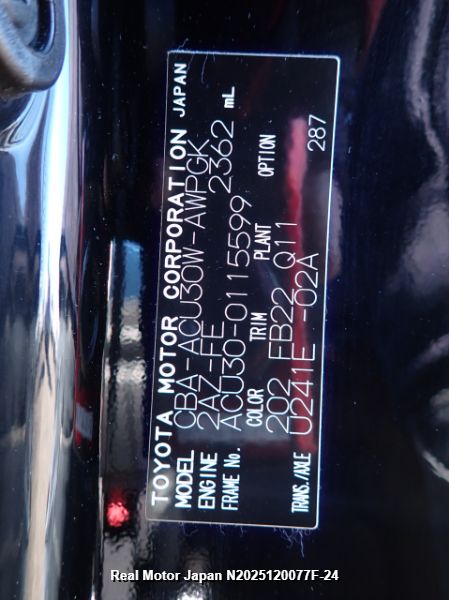 TOYOTA MOTOR CORPORATION JAPAN
MODEL CBA-ACU30W-AWPGK
ENGINE 2AZ-FE 2362 mL
FRAME No. ACU30-0115599
COLOR TRIM PLANT OPTION
202 FB22 Q11
TRANS./AXLE U241E -02A 287
Real Motor Japan N2025120077F-24